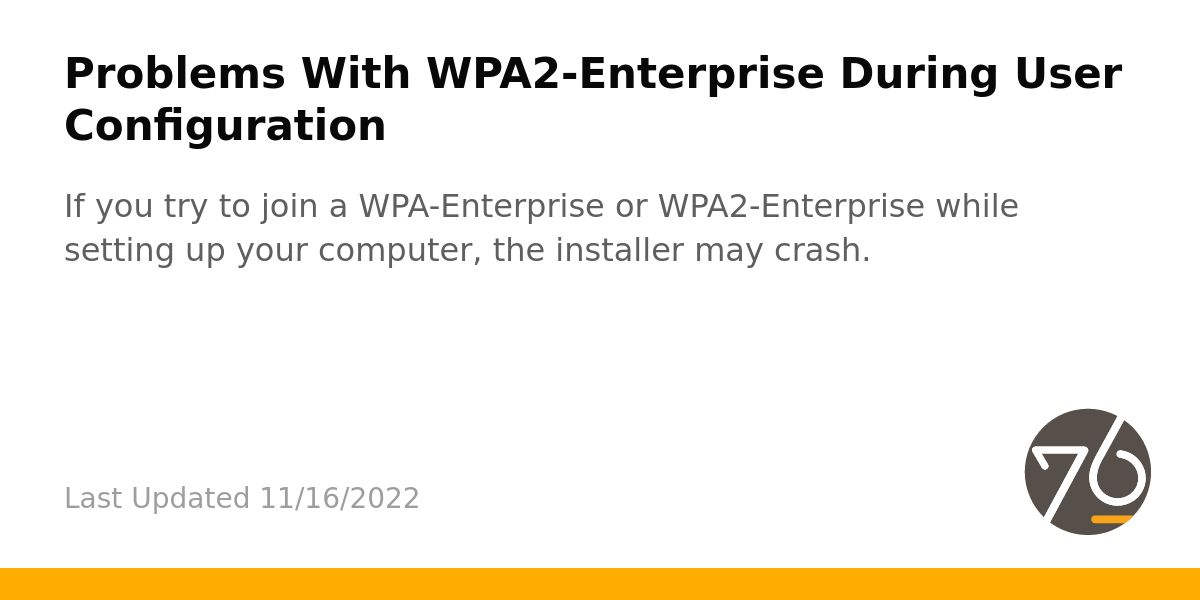 Problems With WPA2-Enterprise During User
Configuration
If you try to join a WPA-Enterprise or WPA2-Enterprise while
setting up your computer, the installer may crash.
Last Updated 11/16/2022
76